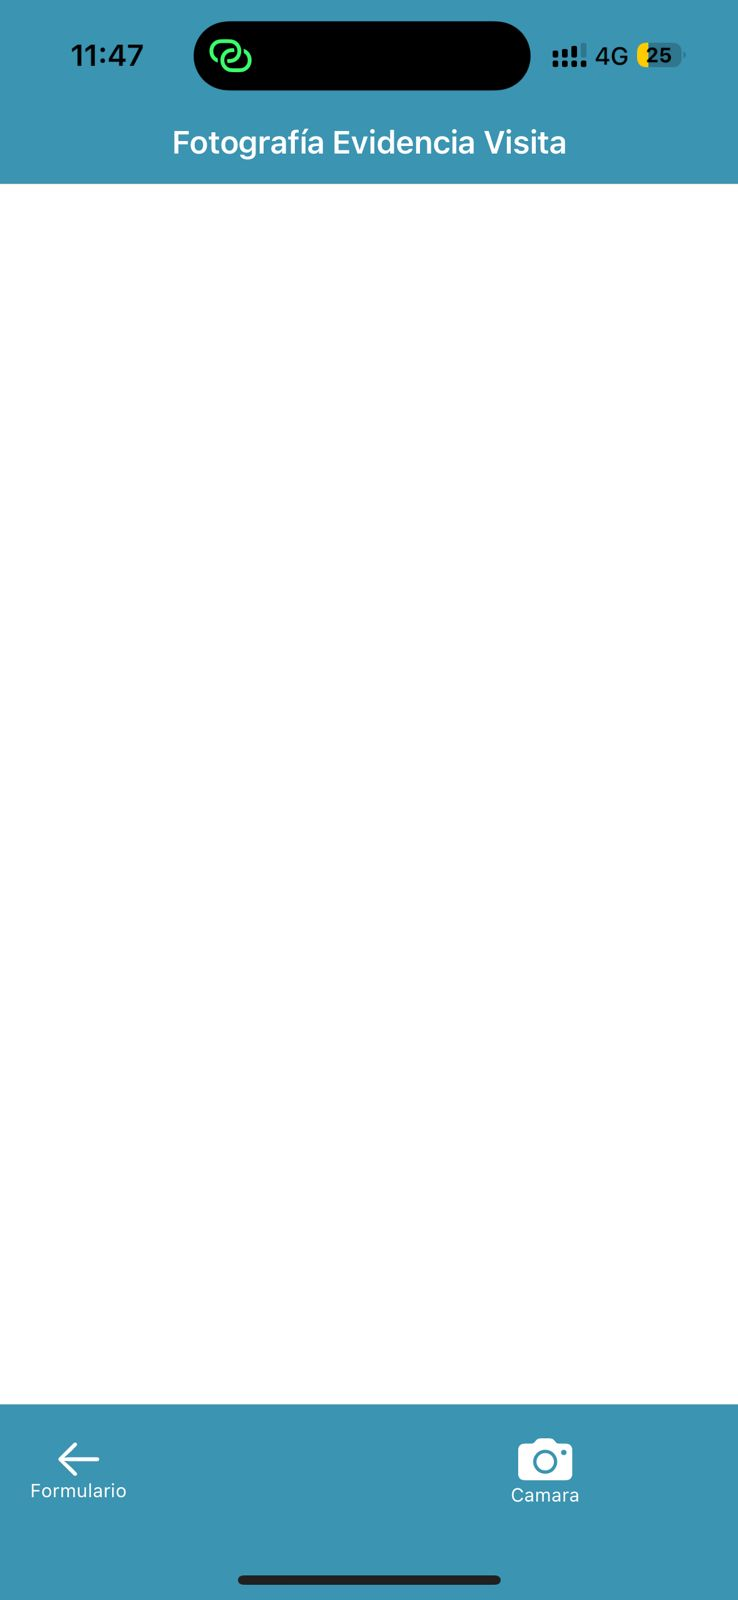 11:47
4G 25
Fotografía Evidencia Visita
Formulario
Camara